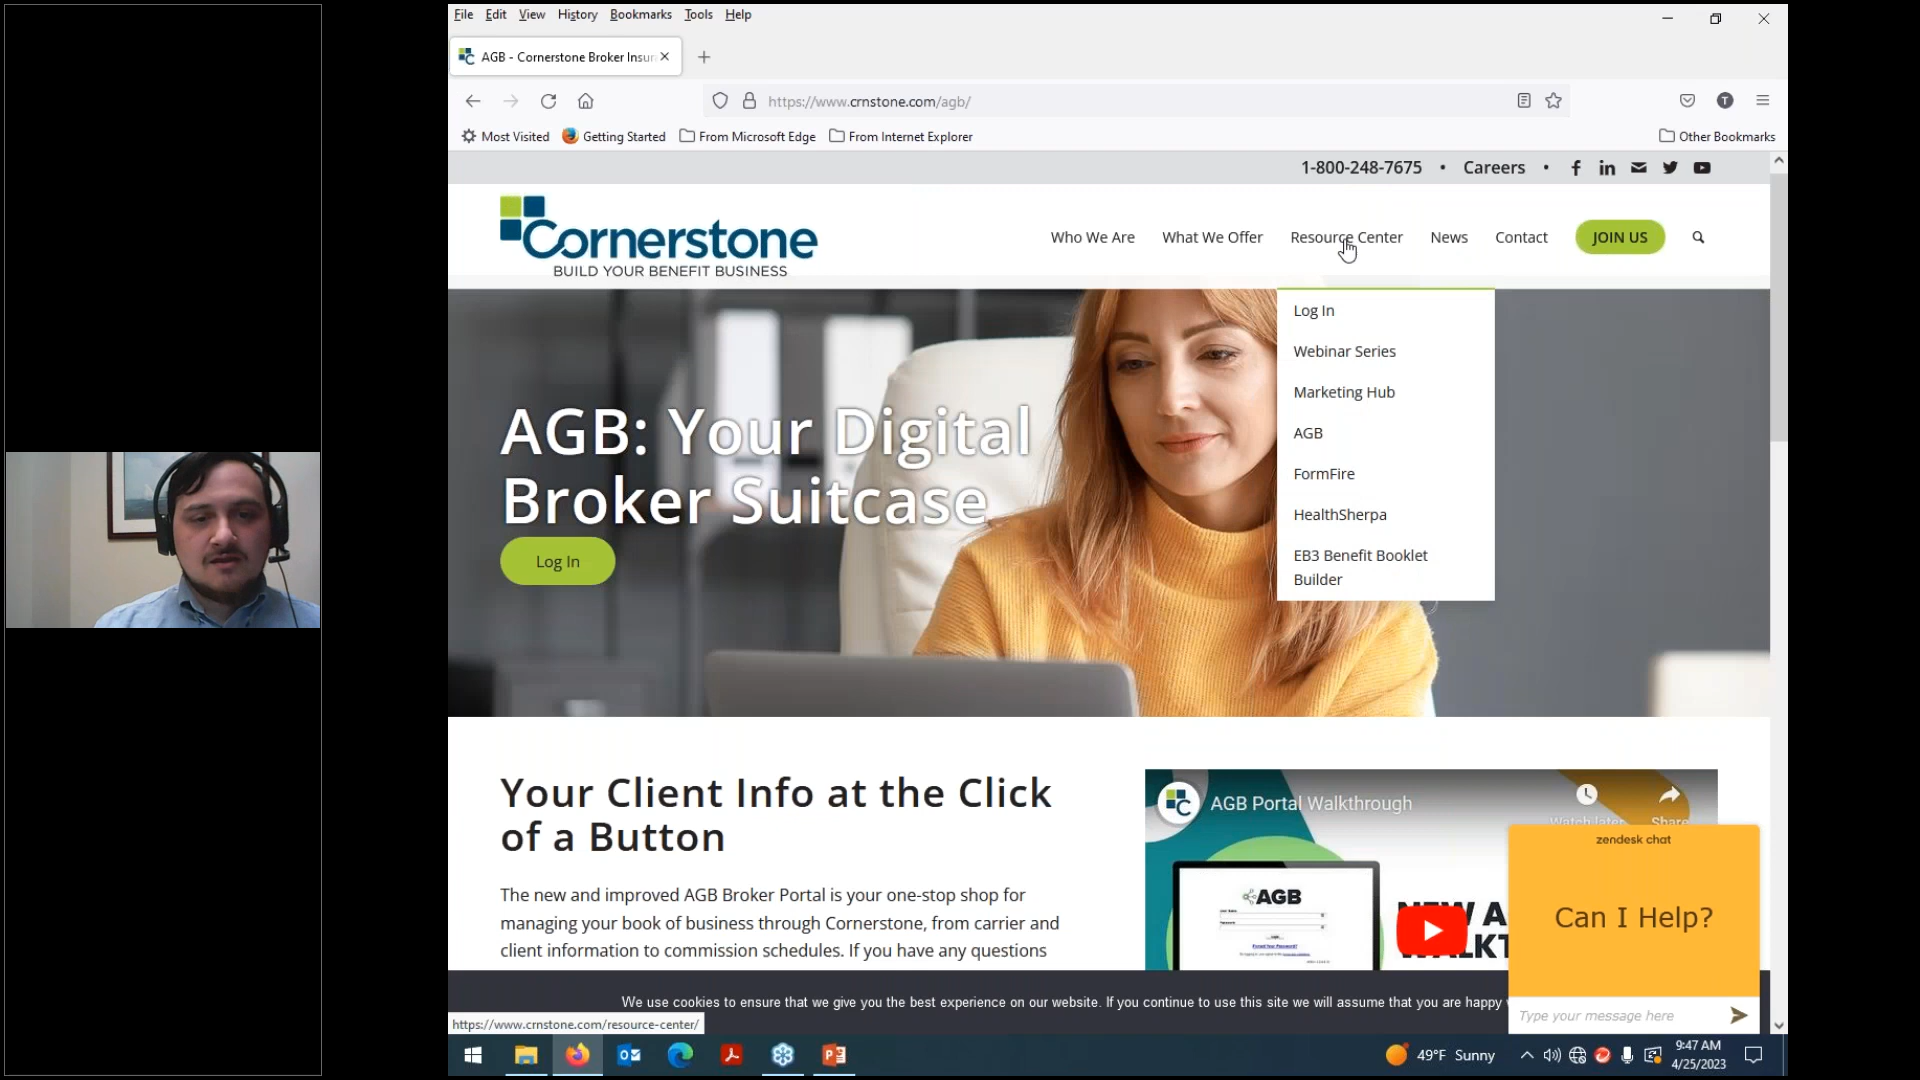 File Edit View History Bookmarks Tools Help
AGB - Cornerstone Broker Insur
https://www.crnstone.com/agb/
T
Most Visited Getting Started From Microsoft Edge From Internet Explorer Other Bookmarks
1-800-248-7675 • Careers •
Cornerstone
BUILD YOUR BENEFIT BUSINESS
Who We Are What We Offer Resource Center News Contact JOIN US
Log In
Webinar Series
Marketing Hub
AGB
FormFire
HealthSherpa
EB3 Benefit Booklet
Builder
AGB: Your Digital
Broker Suitcase
Log In
Your Client Info at the Click
of a Button
The new and improved AGB Broker Portal is your one-stop shop for
managing your book of business through Cornerstone, from carrier and
client information to commission schedules. If you have any questions
AGB Portal Walkthrough
Watch later Share
AGB
Forgot Your Password?
NEW A
WALKT
zendesk chat
Can I Help?
Type your message here
We use cookies to ensure that we give you the best experience on our website. If you continue to use this site we will assume that you are happy
https://www.crnstone.com/resource-center/
49°F Sunny
9:47 AM
4/25/2023